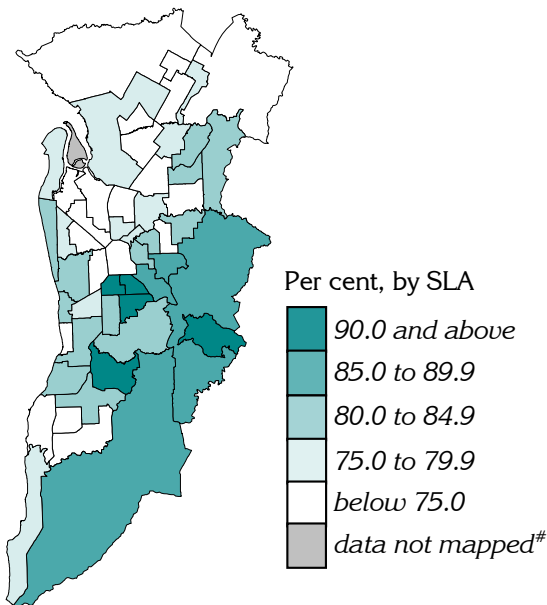 Per cent, by SLA
90.0 and above
85.0 to 89.9
80.0 to 84.9
75.0 to 79.9
below 75.0
data not mapped#